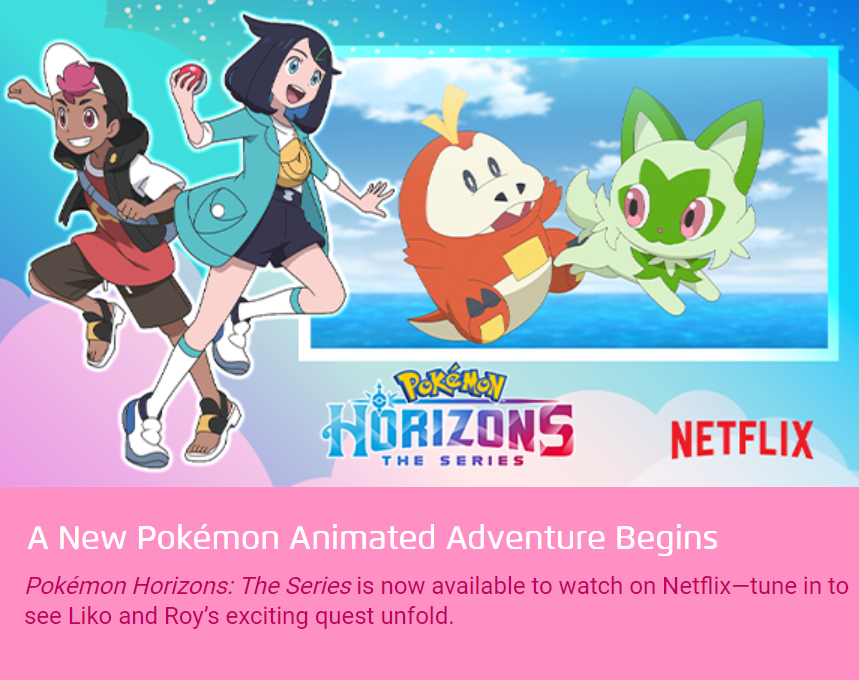 POKéMON
HORIZONS
THE SERIES
NETFLIX
A New Pokémon Animated Adventure Begins
Pokémon Horizons: The Series is now available to watch on Netflix—tune in to
see Liko and Roy’s exciting quest unfold.